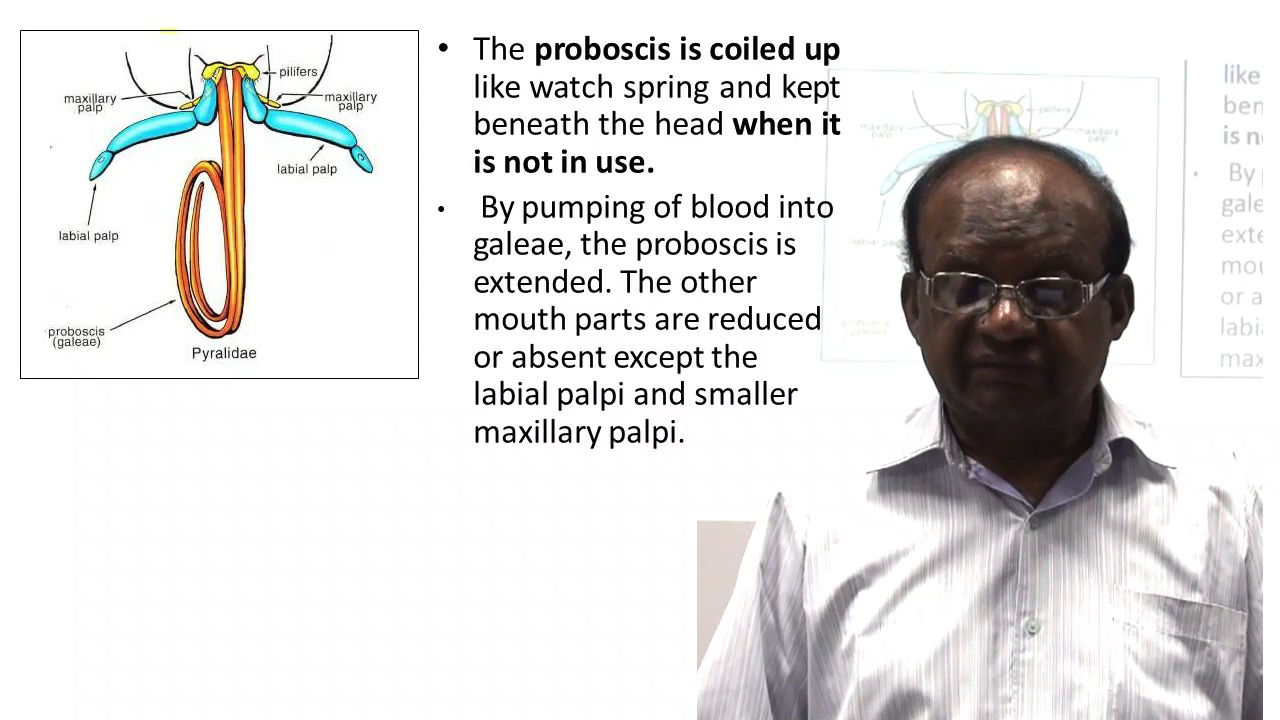 pilifers
maxillary
palp
maxillary
palp
labial palp
labial palp
proboscis
(galeae)
Pyralidae
• The proboscis is coiled up
like watch spring and kept
beneath the head when it
is not in use.
• By pumping of blood into
galeae, the proboscis is
extended. The other
mouth parts are reduced
or absent except the
labial palpi and smaller
maxillary palpi.